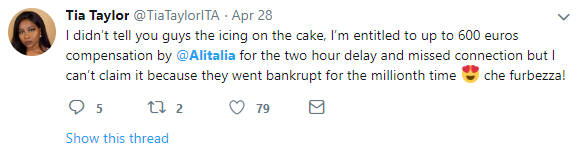 Tia Taylor @TiaTaylorITA · Apr 28
I didn't tell you guys the icing on the cake, I'm entitled to up to 600 euros
compensation by @Alitalia for the two hour delay and missed connection but I
can't claim it because they went bankrupt for the millionth time 😍 che furbezza!
5 2 79
Show this thread